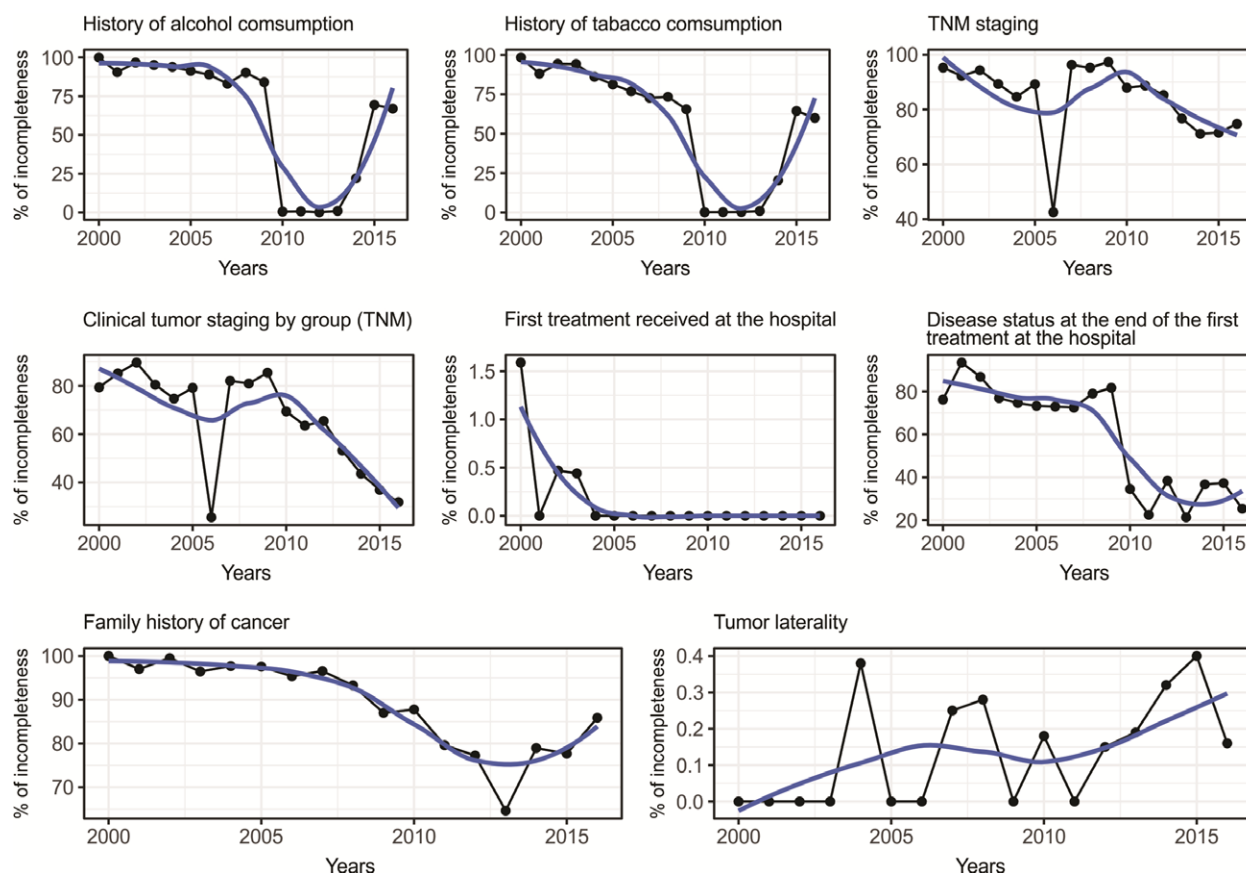 History of alcohol comsumption
% of incompleteness
100
75
50
25
0
2000 2005 2010 2015
Years
History of tabacco comsumption
% of incompleteness
100
75
50
25
0
2000 2005 2010 2015
Years
TNM staging
% of incompleteness
100
80
60
40
2000 2005 2010 2015
Years
Clinical tumor staging by group (TNM)
% of incompleteness
80
60
40
2000 2005 2010 2015
Years
First treatment received at the hospital
% of incompleteness
1.5
1.0
0.5
0.0
2000 2005 2010 2015
Years
Disease status at the end of the first
treatment at the hospital
% of incompleteness
80
60
40
20
2000 2005 2010 2015
Years
Family history of cancer
% of incompleteness
100
90
80
70
2000 2005 2010 2015
Years
Tumor laterality
% of incompleteness
0.4
0.3
0.2
0.1
0.0
2000 2005 2010 2015
Years